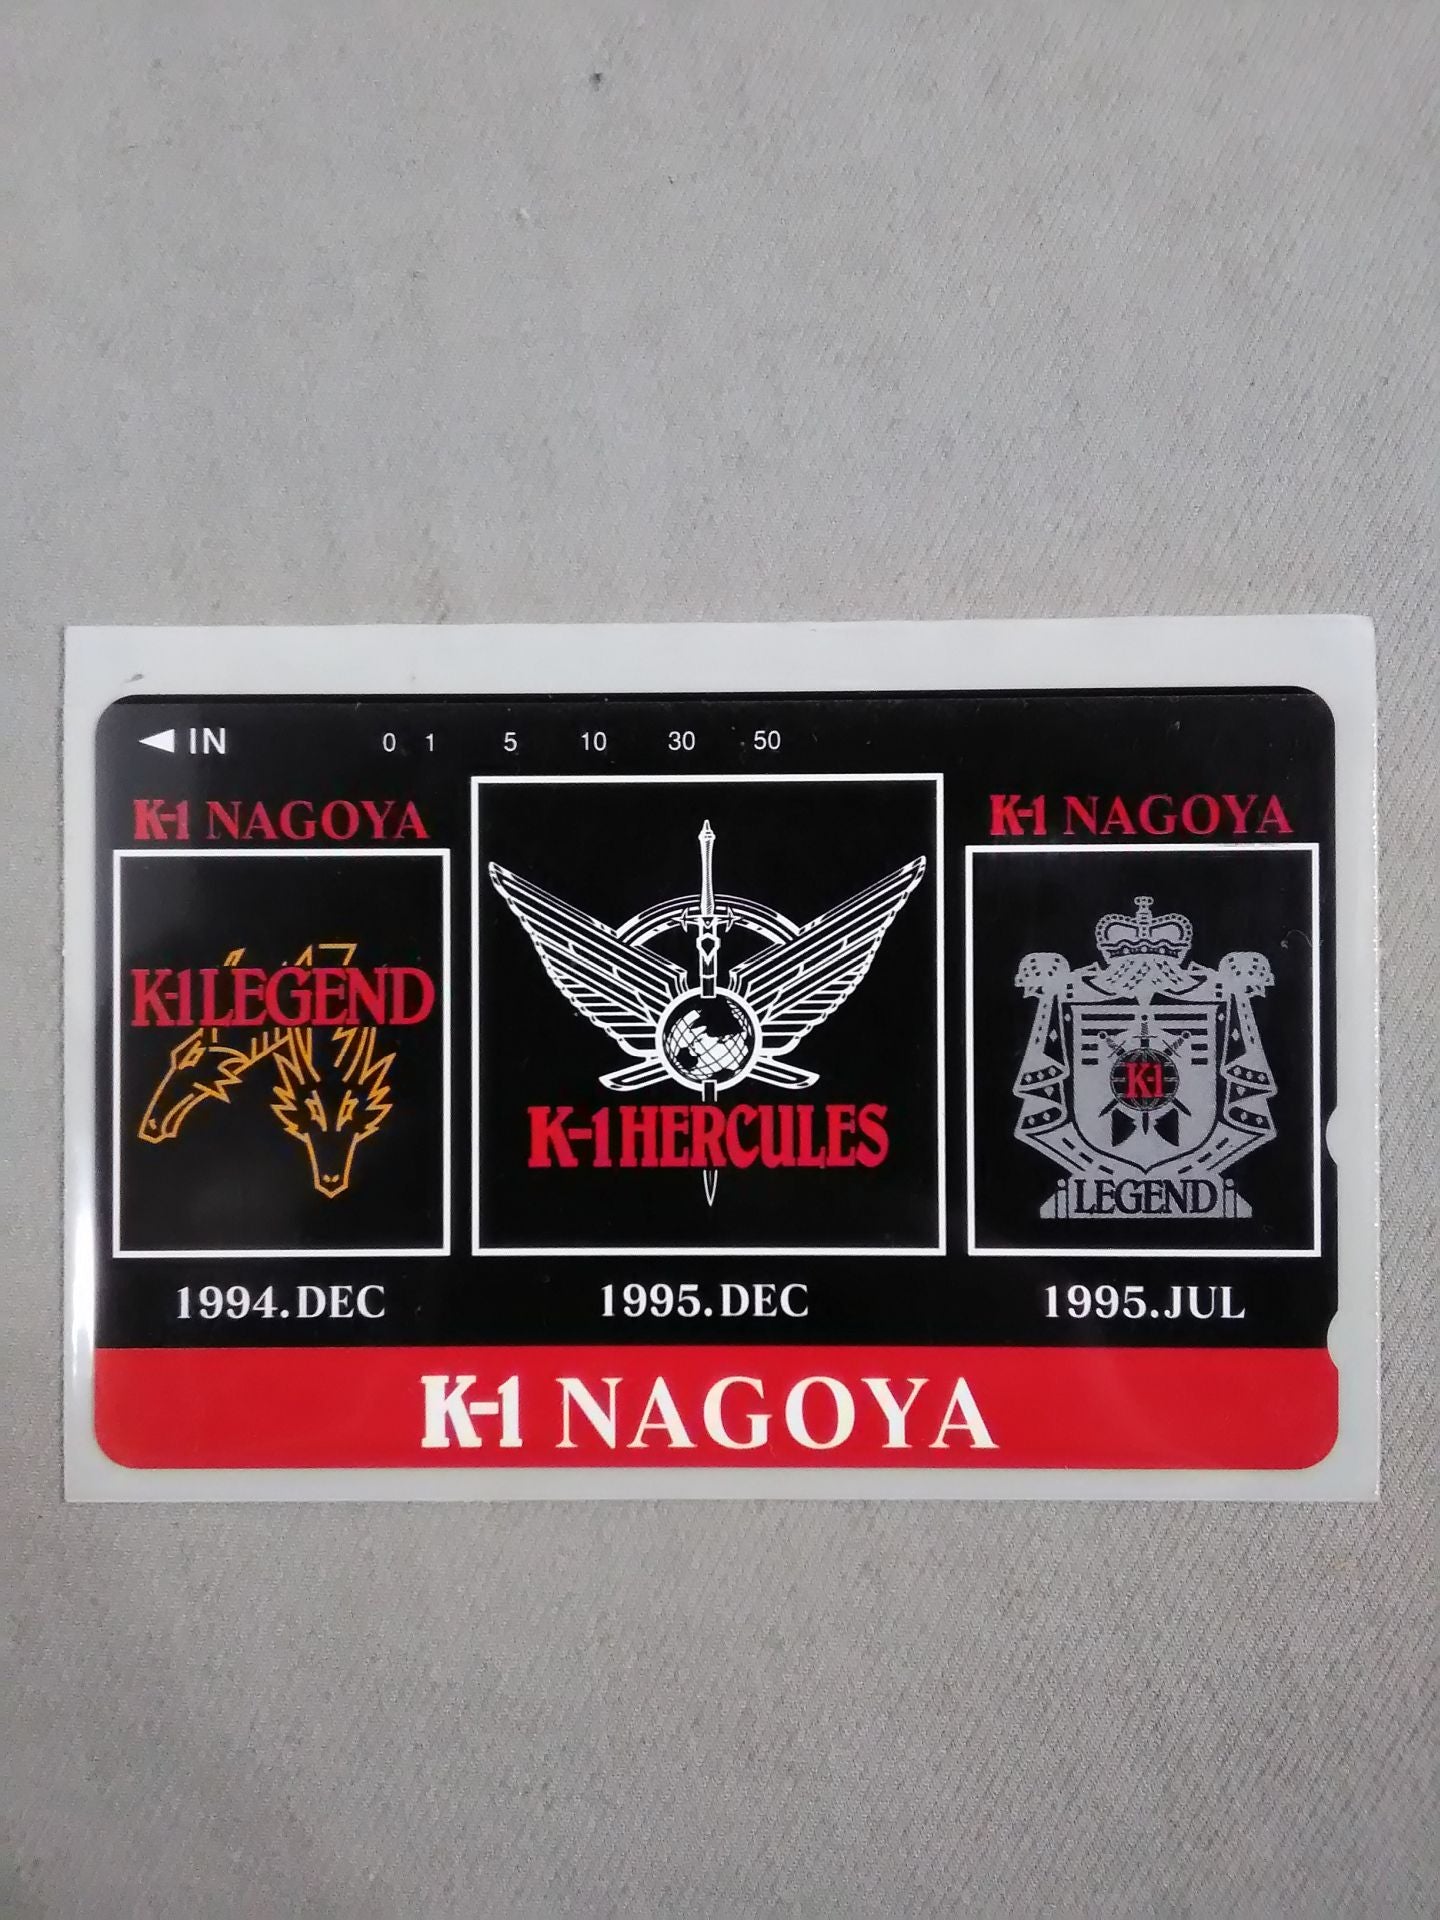 ◀ IN 0 1 5 10 30 50
K-1 NAGOYA
K-1 LEGEND
1994.DEC
K-1 HERCULES
1995.DEC
K-1 NAGOYA
K-1
LEGEND
1995.JUL
K-1 NAGOYA